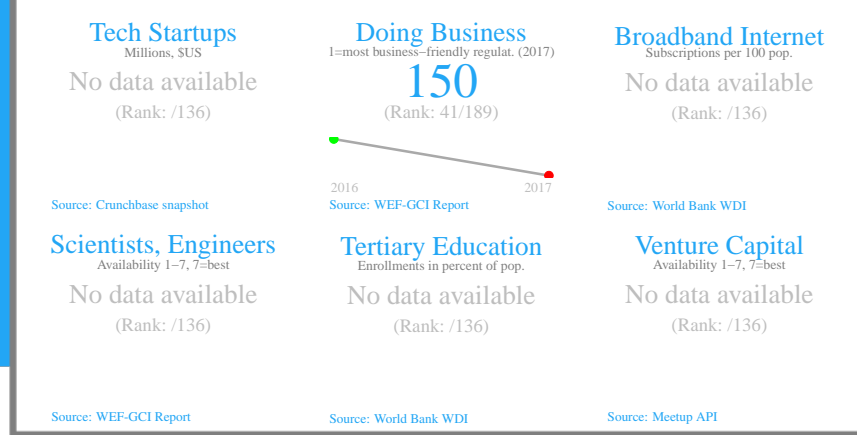 Tech Startups
Millions, $US
No data available
(Rank: /136)
Source: Crunchbase snapshot
Doing Business
1=most business−friendly regulat. (2017)
150
(Rank: 41/189)
2016
2017
Source: WEF-GCI Report
Broadband Internet
Subscriptions per 100 pop.
No data available
(Rank: /136)
Source: World Bank WDI
Scientists, Engineers
Availability 1−7, 7=best
No data available
(Rank: /136)
Source: WEF-GCI Report
Tertiary Education
Enrollments in percent of pop.
No data available
(Rank: /136)
Source: World Bank WDI
Venture Capital
Availability 1−7, 7=best
No data available
(Rank: /136)
Source: Meetup API